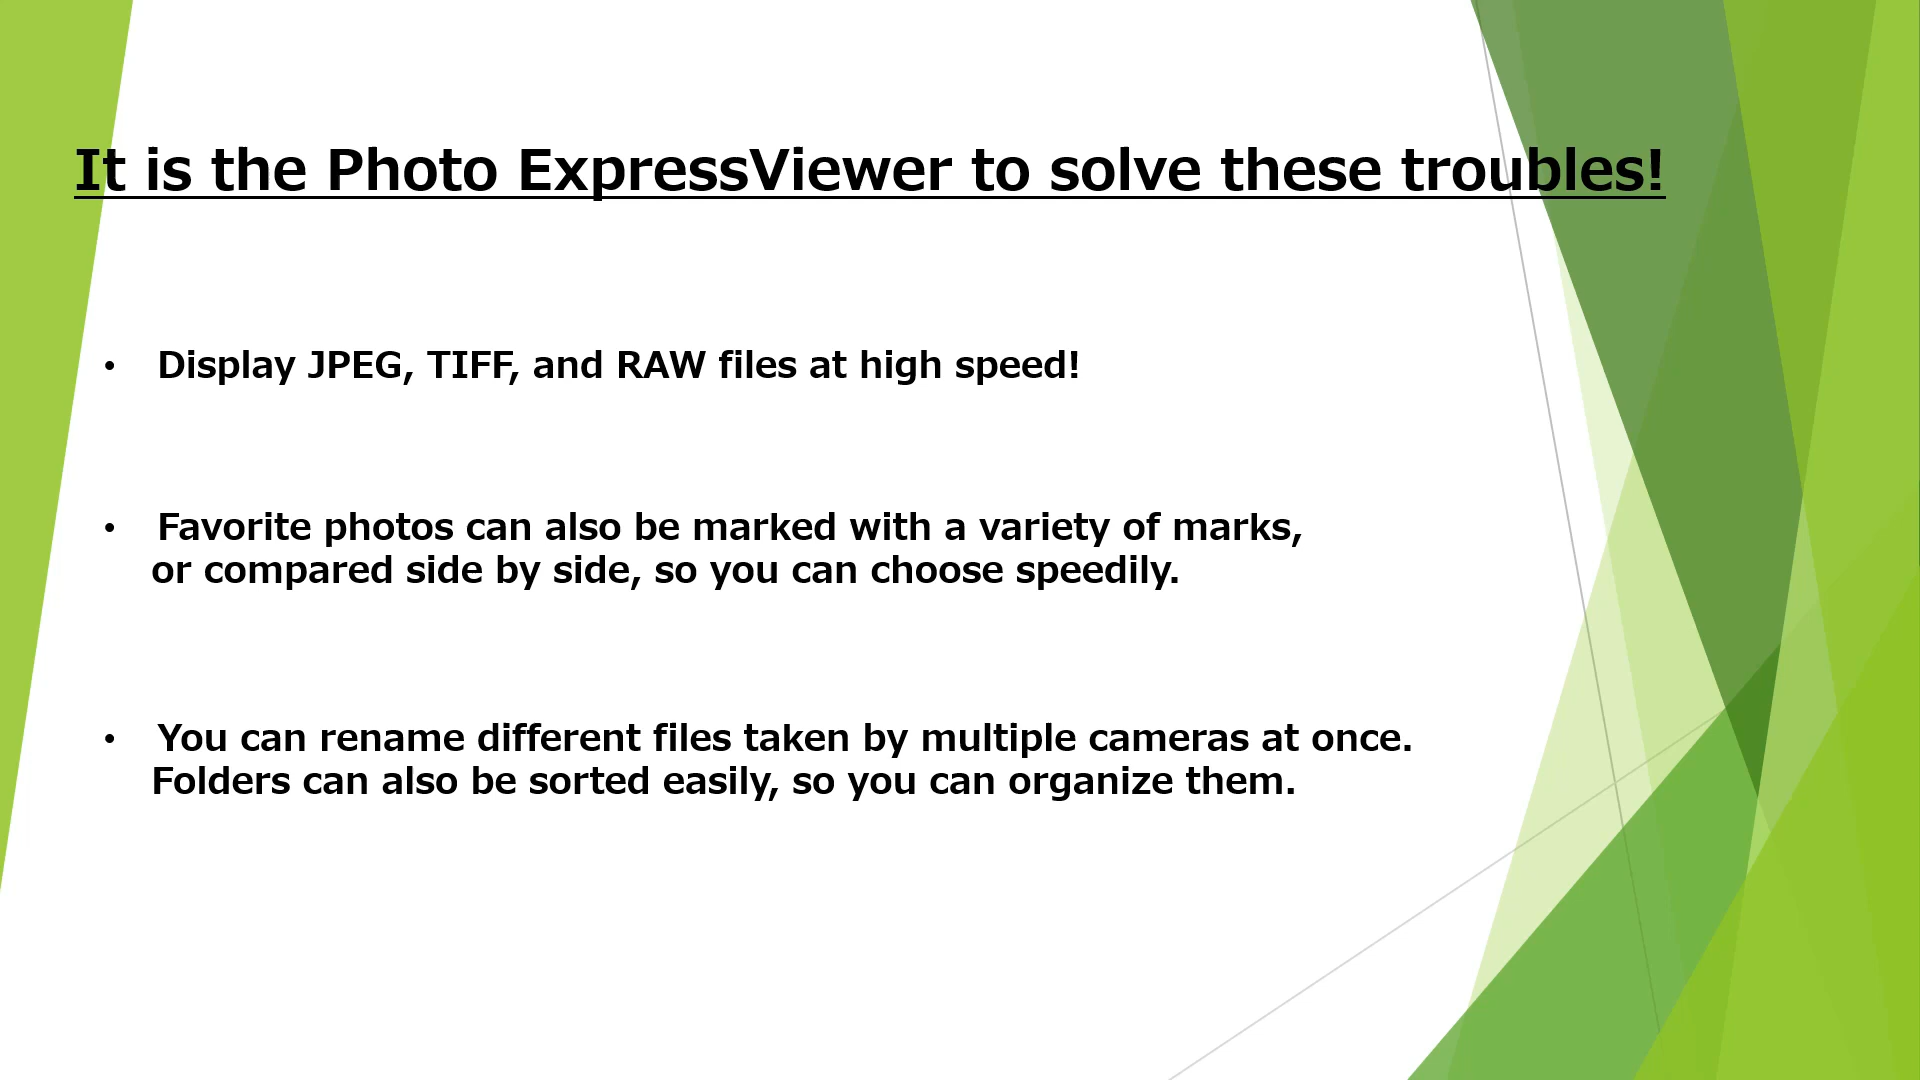 It is the Photo ExpressViewer to solve these troubles!
• Display JPEG, TIFF, and RAW files at high speed!
• Favorite photos can also be marked with a variety of marks,
or compared side by side, so you can choose speedily.
• You can rename different files taken by multiple cameras at once.
Folders can also be sorted easily, so you can organize them.